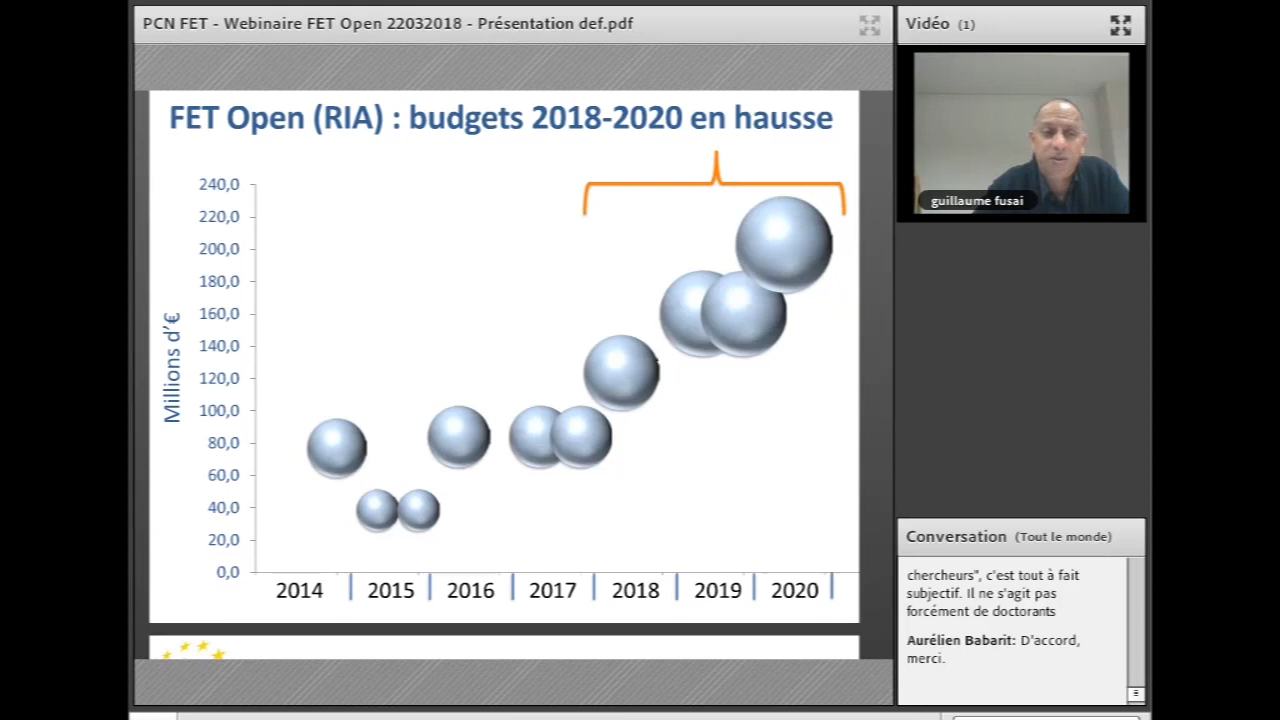 PCN FET - Webinaire FET Open 22032018 - Présentation def.pdf
FET Open (RIA) : budgets 2018-2020 en hausse
Millions d'€
240,0
220,0
200,0
180,0
160,0
140,0
120,0
100,0
80,0
60,0
40,0
20,0
0,0
2014 2015 2016 2017 2018 2019 2020
Vidéo (1)
guillaume fusai
Conversation (Tout le monde)
chercheurs", c'est tout à fait
subjectif. Il ne s'agit pas
forcément de doctorants
Aurélien Babarit: D'accord,
merci.